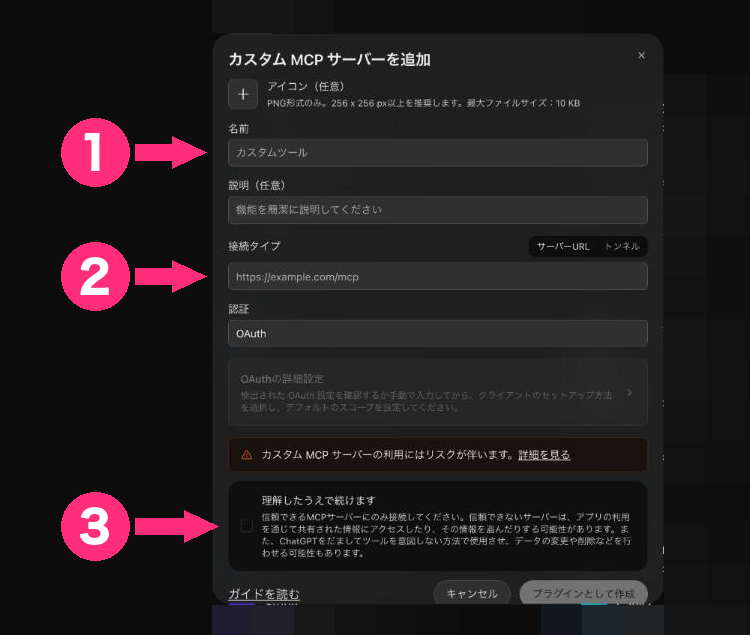 カスタム MCP サーバーを追加
×
+
アイコン（任意）
PNG形式のみ。256 x 256 px以上を推奨します。最大ファイルサイズ：10 KB
名前
1
カスタムツール
説明（任意）
機能を簡潔に説明してください
接続タイプ
サーバーURL トンネル
2
https://example.com/mcp
認証
OAuth
OAuthの詳細設定
検出された OAuth 設定を確認するか手動で入力してから、クライアントのセットアップ方法
を選択し、デフォルトのスコープを設定してください。
カスタム MCP サーバーの利用にはリスクが伴います。詳細を見る
理解したうえで続けます
3
信頼できるMCPサーバーにのみ接続してください。信頼できないサーバーは、アプリの利用
を通じて共有された情報にアクセスしたり、その情報を盗んだりする可能性があります。ま
た、ChatGPTをだましてツールを意図しない方法で使用させ、データの変更や削除などを行
わせる可能性もあります。
ガイドを読む
キャンセル
プラグインとして作成